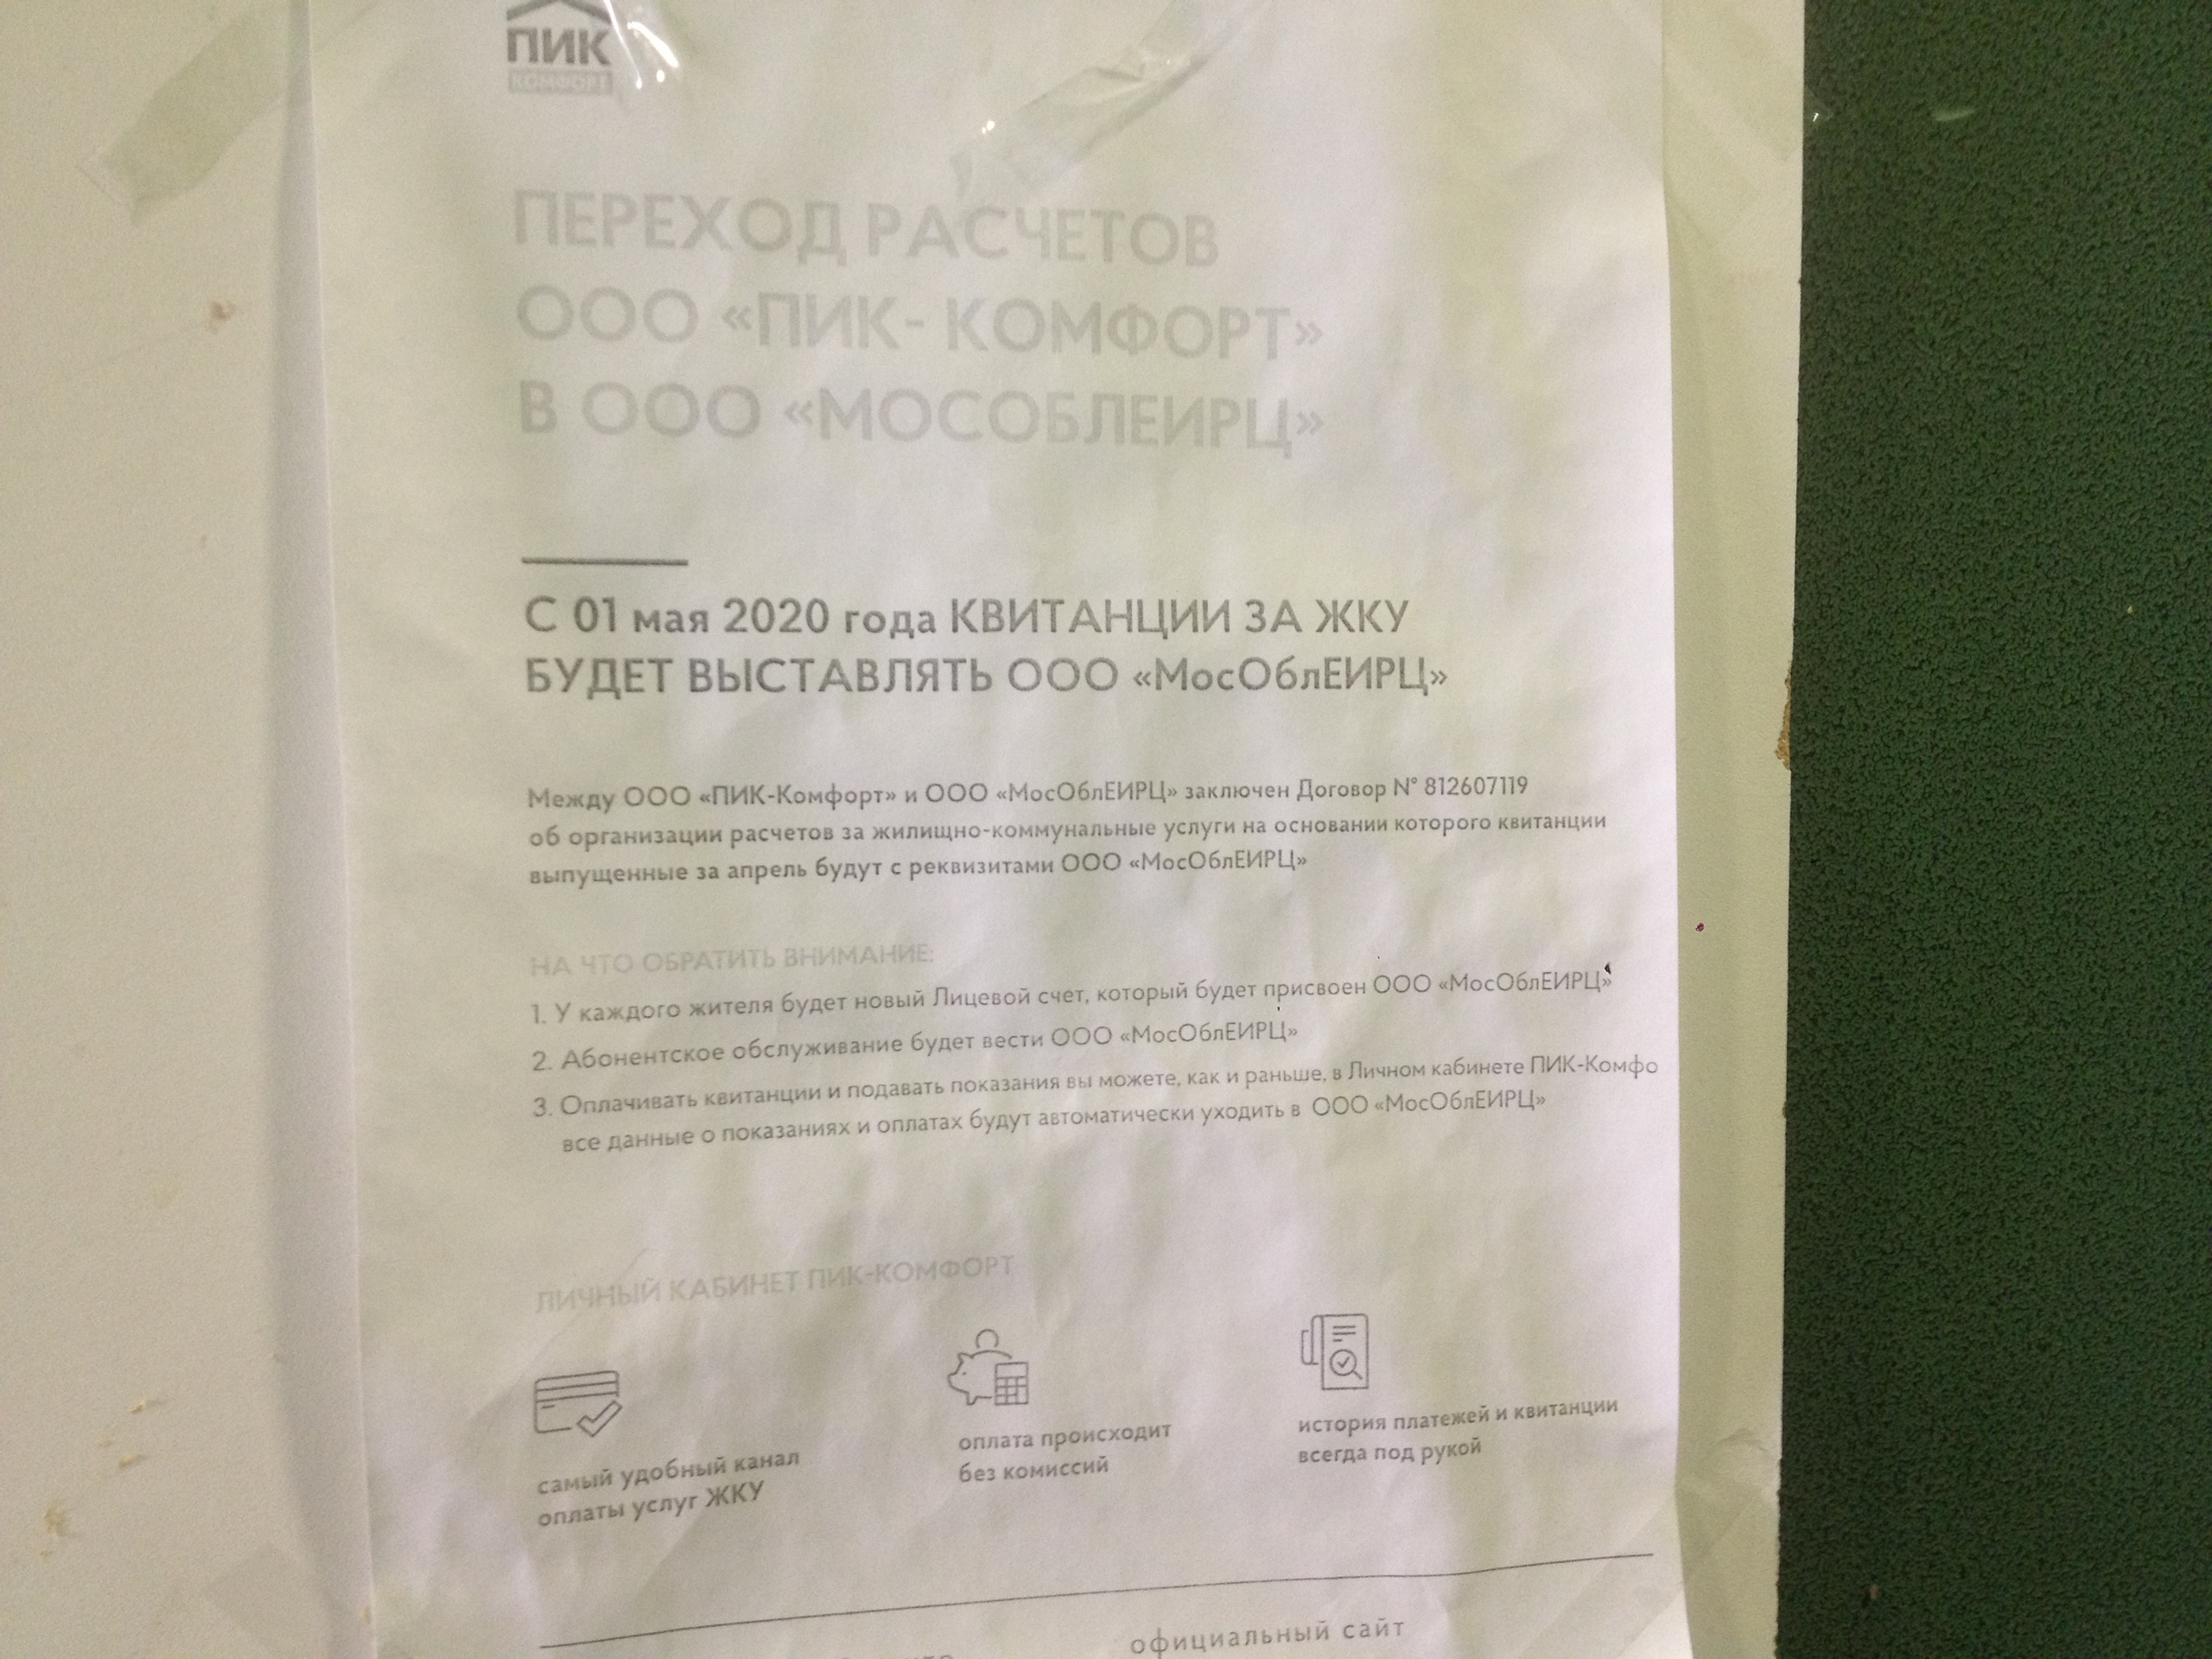 ПИК
КОМФОРТ
ПЕРЕХОД РАСЧЕТОВ
ООО «ПИК- КОМФОРТ»
В ООО «МОСОБЛЕИРЦ»
С 01 мая 2020 года КВИТАНЦИИ ЗА ЖКУ
БУДЕТ ВЫСТАВЛЯТЬ ООО «МосОблЕИРЦ»
Между ООО «ПИК-Комфорт» и ООО «МосОблЕИРЦ» заключен Договор N° 812607119
об организации расчетов за жилищно-коммунальные услуги на основании которого квитанции
выпущенные за апрель будут с реквизитами ООО «МосОблЕИРЦ»
НА ЧТО ОБРАТИТЬ ВНИМАНИЕ:
1. У каждого жителя будет новый Лицевой счет, который будет присвоен ООО «МосОблЕИРЦ»
2. Абонентское обслуживание будет вести ООО «МосОблЕИРЦ»
3. Оплачивать квитанции и подавать показания вы можете, как и раньше, в Личном кабинете ПИК-Комфо
все данные о показаниях и оплатах будут автоматически уходить в ООО «МосОблЕИРЦ»
ЛИЧНЫЙ КАБИНЕТ ПИК-КОМФОРТ
самый удобный канал
оплаты услуг ЖКУ
оплата происходит
без комиссий
история платежей и квитанции
всегда под рукой
официальный сайт